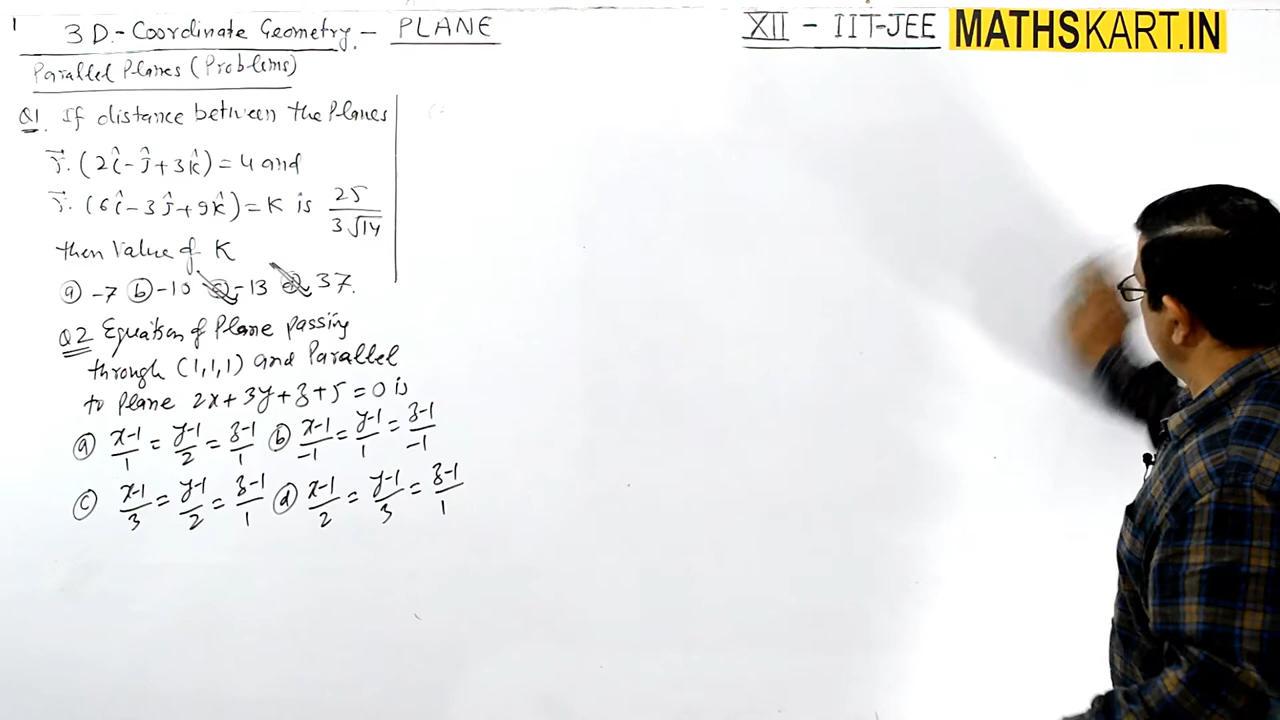 1
3D.-Coordinate Geometry.- PLANE
XII - IIT-JEE MATHSKART.IN
Parallel Planes (Problems)
Q1. If distance between the Planes
r⃗.(2î-ĵ+3k̂)=4 and
r⃗.(6î-3ĵ+9k̂)=K is 25/3√14
then Value of K
ⓐ -7 ⓑ -10 ⓒ -13 ⓓ 37.
Q2 Equation of Plane passing
through (1,1,1) and Parallel
to Plane 2x+3y+z+5=0 is
ⓐ x-1/1 = y-1/2 = z-1/1 ⓑ x-1/-1 = y-1/1 = z-1/-1
ⓒ x-1/3 = y-1/2 = z-1/1 ⓓ x-1/2 = y-1/3 = z-1/1